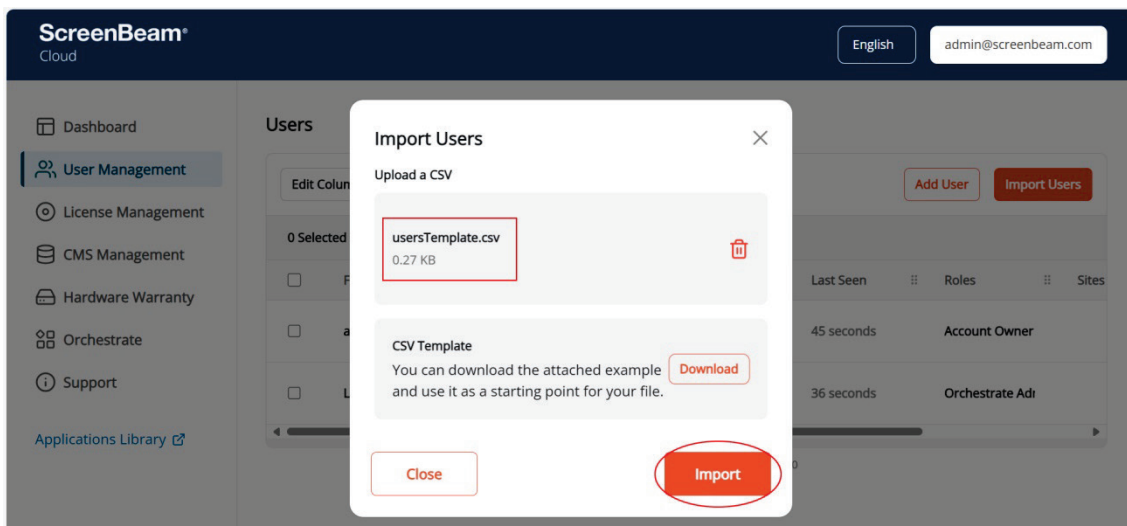 ScreenBeam®
Cloud
English
admin@screenbeam.com
Dashboard
User Management
License Management
CMS Management
Hardware Warranty
Orchestrate
Support
Applications Library
Users
Add User
Import Users
0 Selected
Last Seen
Roles
Sites
45 seconds
Account Owner
36 seconds
Orchestrate
Import Users
Upload a CSV
usersTemplate.csv
0.27 KB
CSV Template
You can download the attached example
and use it as a starting point for your file.
Download
Close
Import